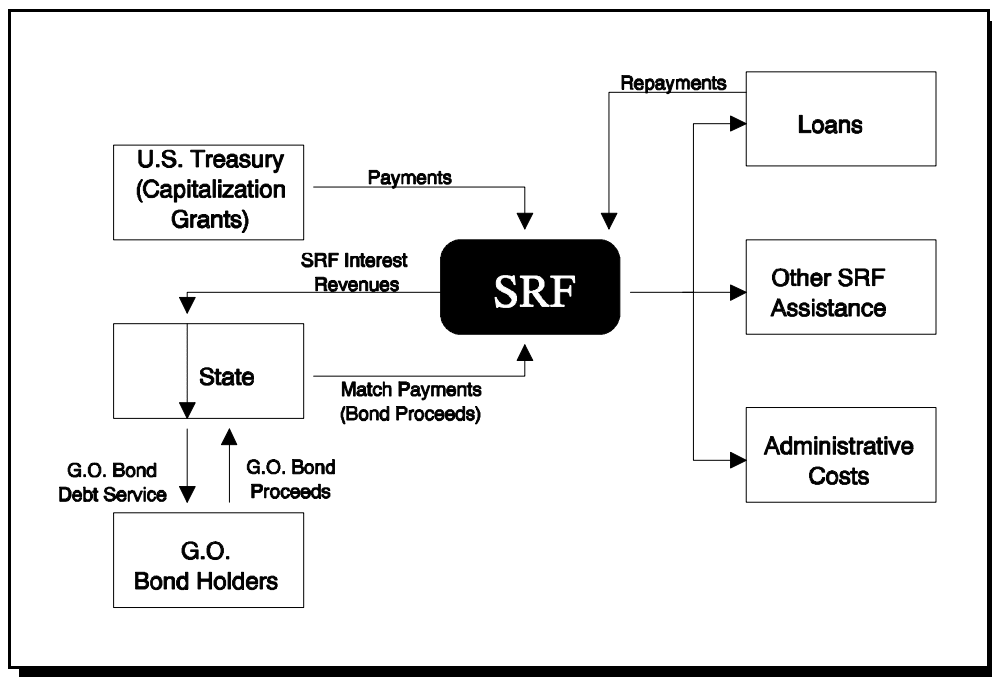 Repayments
Loans
U.S. Treasury
(Capitalization
Grants)
Payments
SRF Interest
Revenues
SRF
Other SRF
Assistance
State
Match Payments
(Bond Proceeds)
Administrative
Costs
G.O. Bond
Debt Service
G.O. Bond
Proceeds
G.O.
Bond Holders